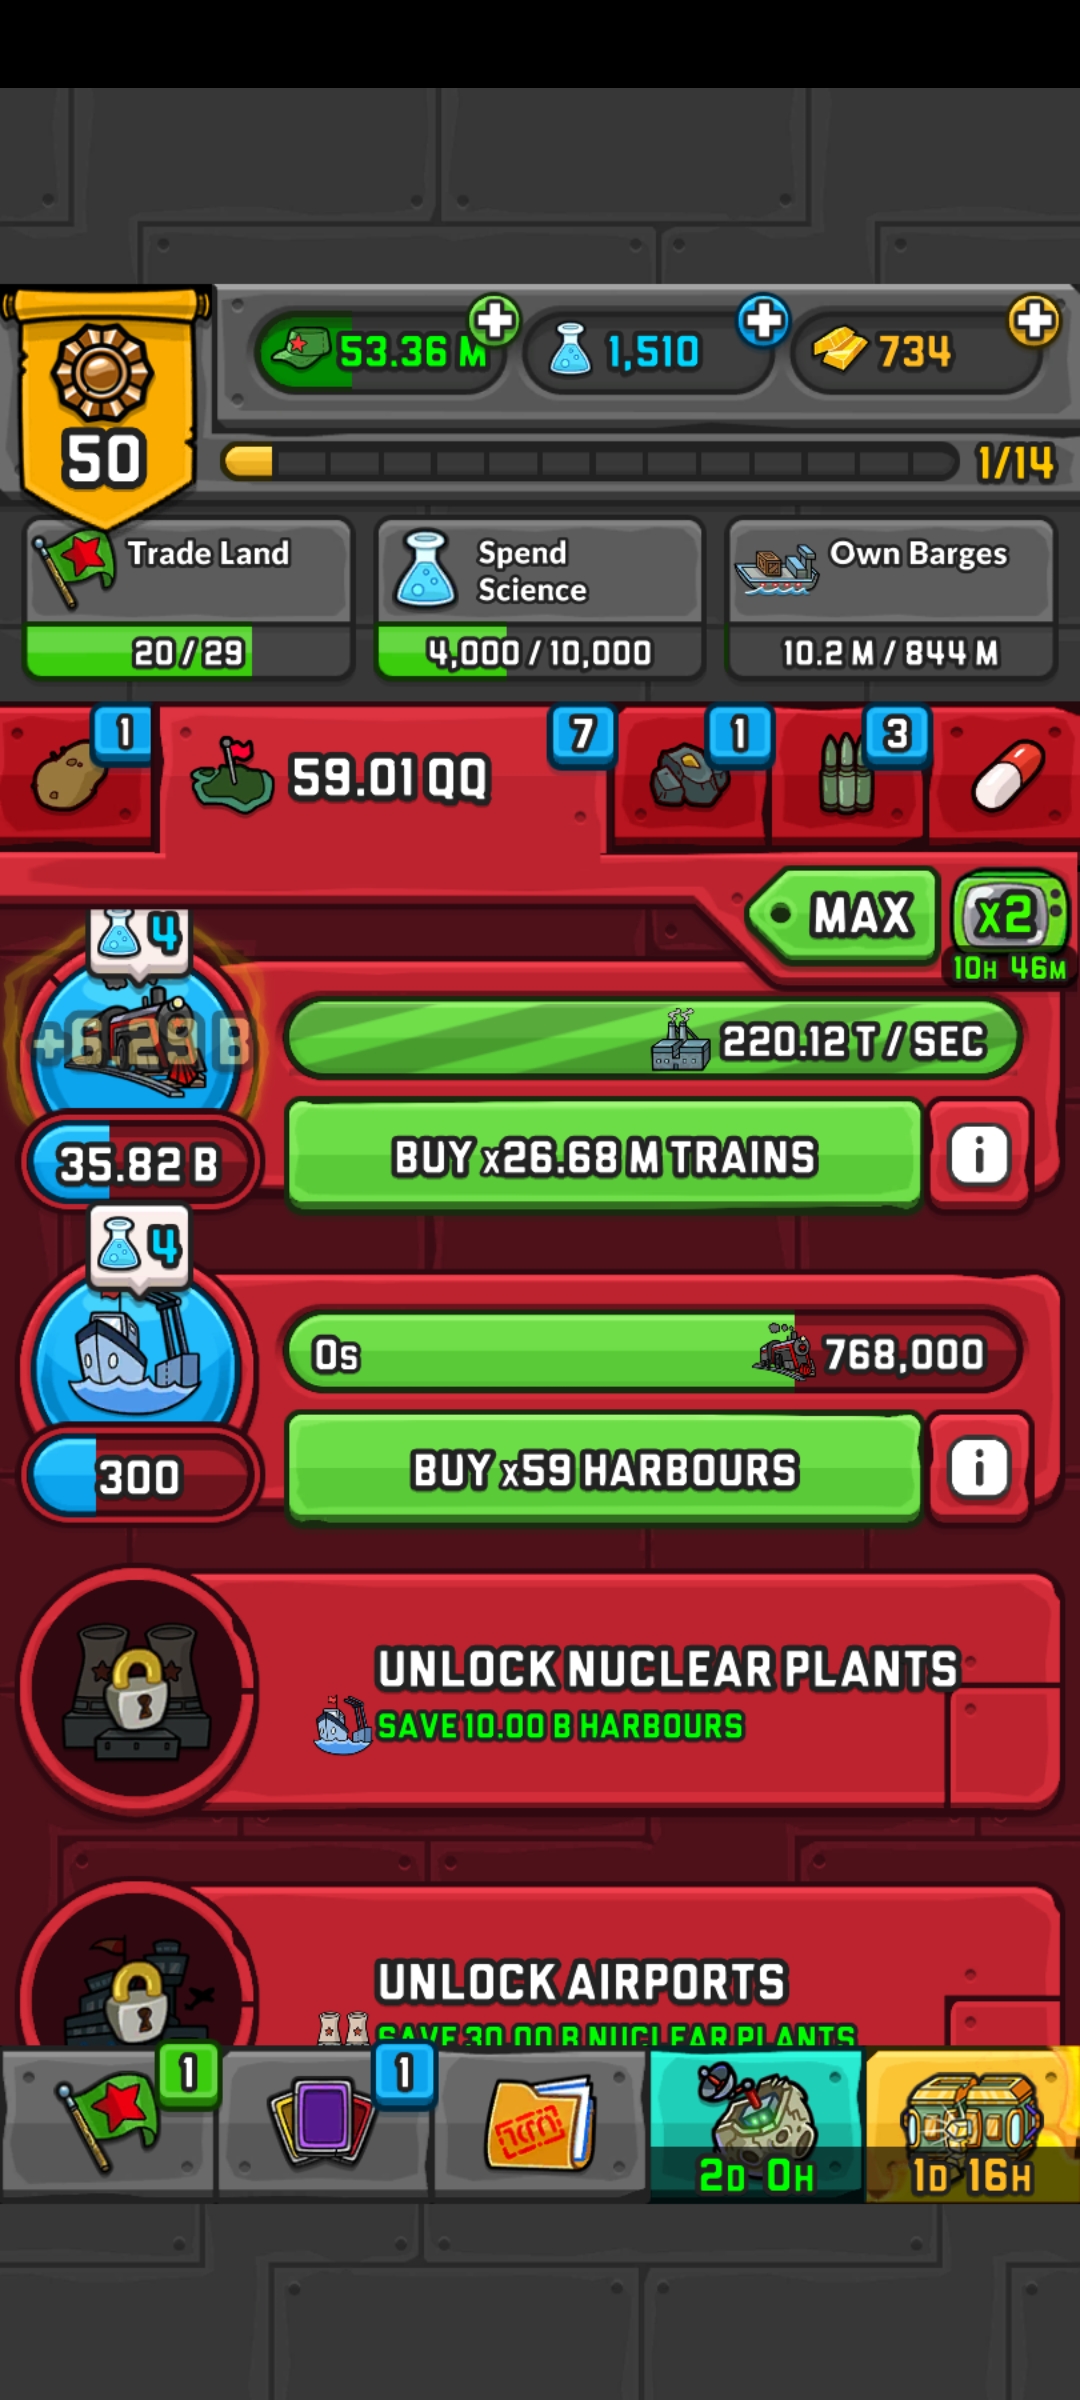 53.36 M
1,510
734
50
1/14
Trade Land
20 / 29
Spend
Science
4,000 / 10,000
Own Barges
10.2 M / 844 M
1
59.01 QQ
7
1
3
MAX
x2
10H 46M
4
+6.29 B
220.12 T / SEC
35.82 B
BUY x26.68 M TRAINS
i
4
0s
768,000
300
BUY x59 HARBOURS
i
UNLOCK NUCLEAR PLANTS
SAVE 10.00 B HARBOURS
UNLOCK AIRPORTS
SAVE 30.00 B NUCLEAR PLANTS
1
1
2D 0H
1D 16H